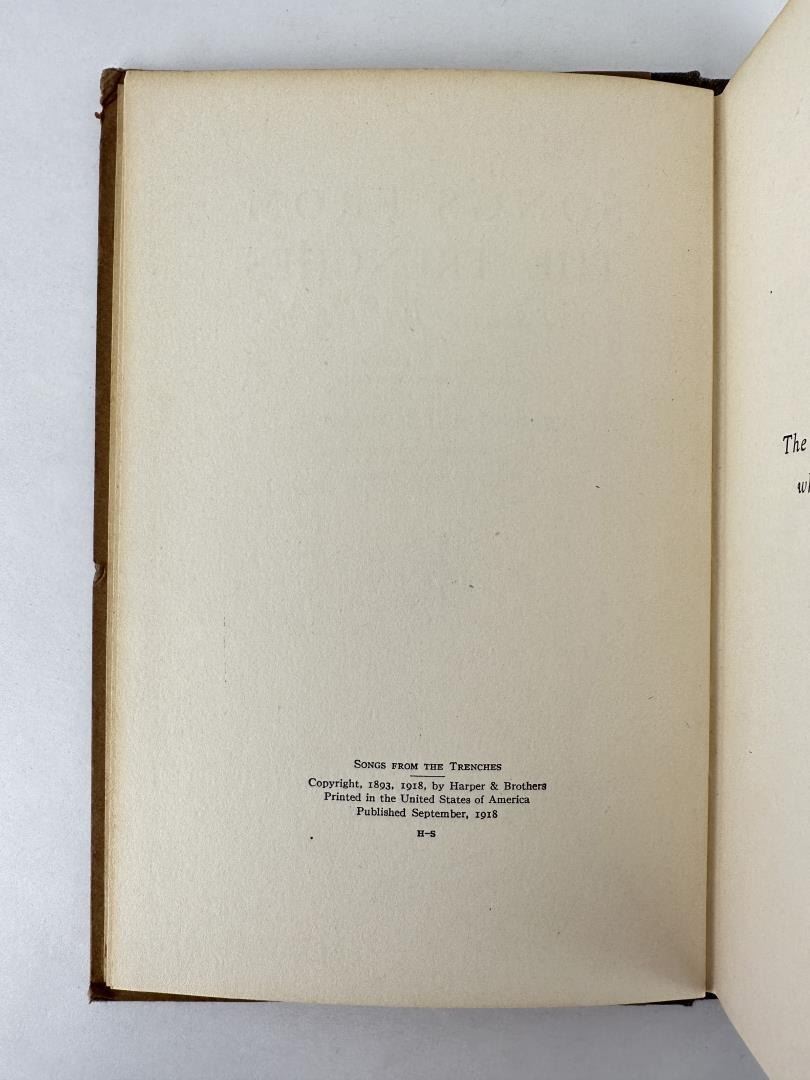 Songs from the Trenches
Copyright, 1893, 1918, by Harper & Brothers
Printed in the United States of America
Published September, 1918
H-S
The